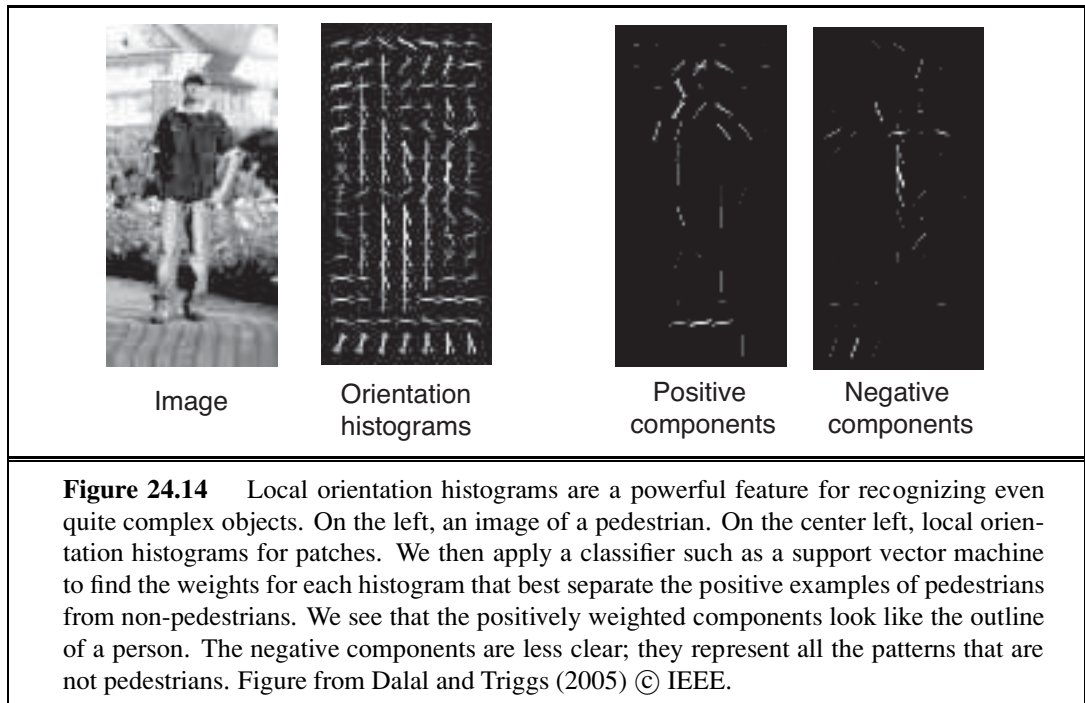 Image
Orientation
histograms
Positive
components
Negative
components
Figure 24.14 Local orientation histograms are a powerful feature for recognizing even
quite complex objects. On the left, an image of a pedestrian. On the center left, local orien-
tation histograms for patches. We then apply a classifier such as a support vector machine
to find the weights for each histogram that best separate the positive examples of pedestrians
from non-pedestrians. We see that the positively weighted components look like the outline
of a person. The negative components are less clear; they represent all the patterns that are
not pedestrians. Figure from Dalal and Triggs (2005) © IEEE.